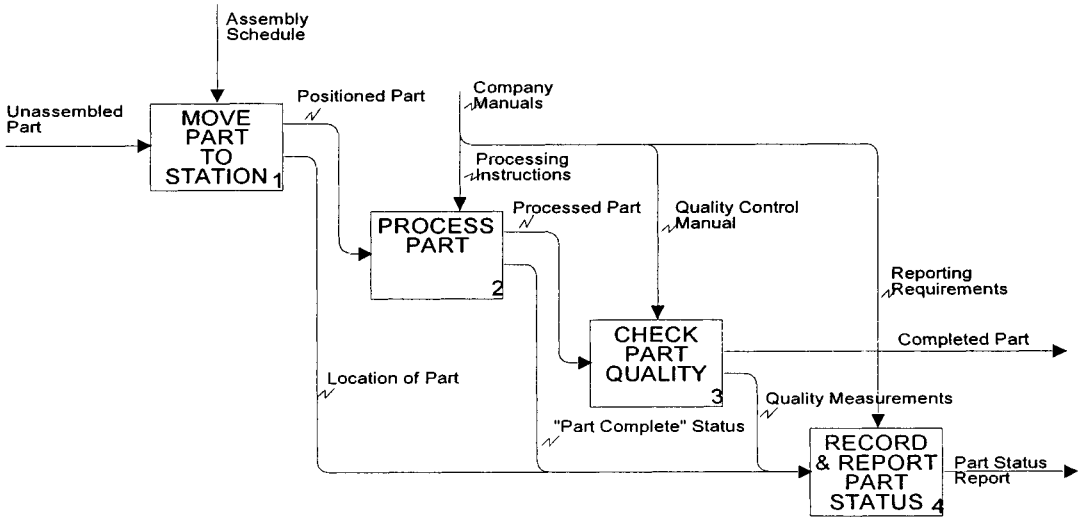 Assembly
Schedule
Unassembled
Part
MOVE
PART
TO
STATION 1
Positioned Part
Company
Manuals
Processing
Instructions
PROCESS
PART
2
Processed Part
Quality Control
Manual
Reporting
Requirements
CHECK
PART
QUALITY
3
Completed Part
Location of Part
"Part Complete" Status
Quality Measurements
RECORD
& REPORT
PART
STATUS 4
Part Status
Report